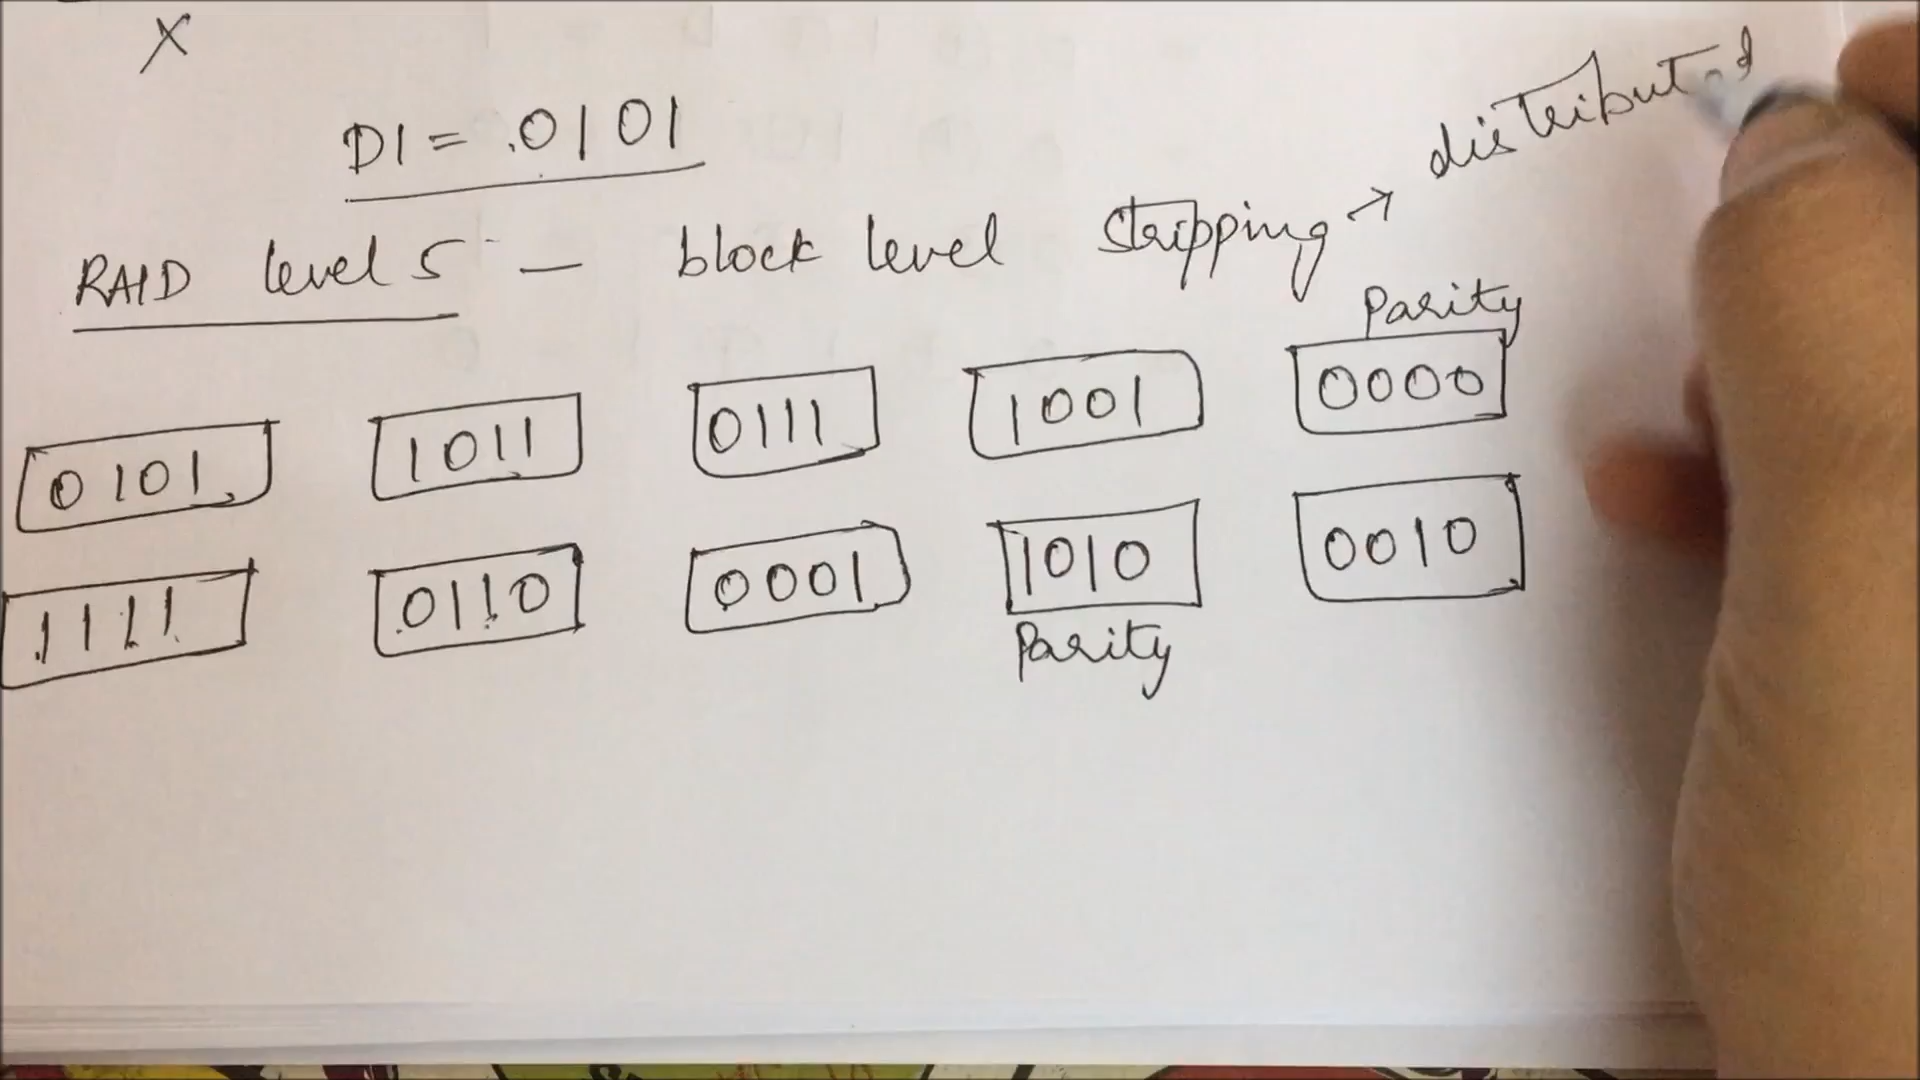 X
D1 = .0101
RAID level 5 - block level stripping → distributed
Parity
0101 1011 0111 1001 0000
1111 0110 0001 1010 0010
Parity